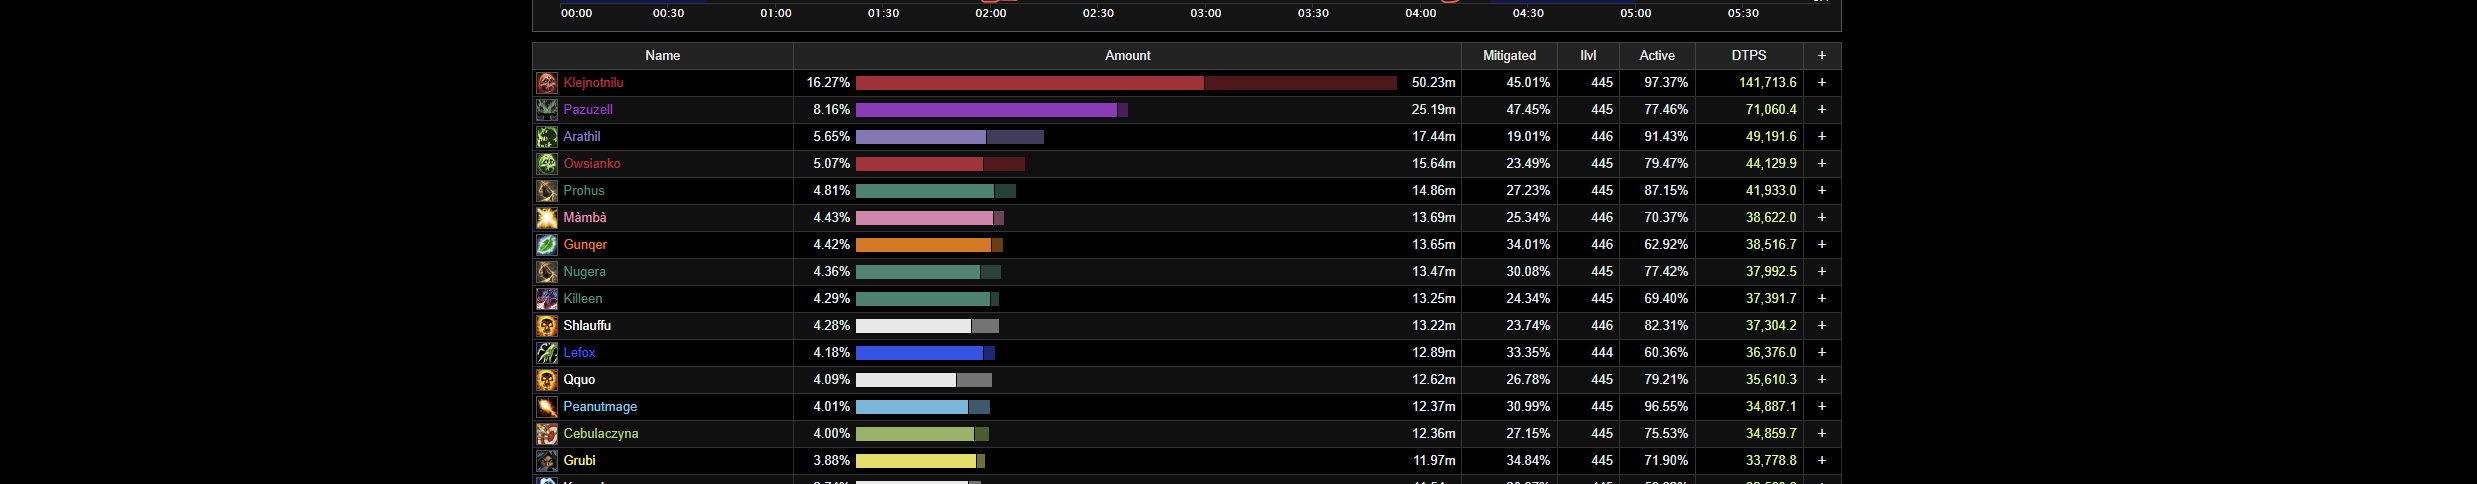 00:00 00:30 01:00 01:30 02:00 02:30 03:00 03:30 04:00 04:30 05:00 05:30
Name Amount Mitigated Ilvl Active DTPS +
Klejnotnilu 16.27% 50.23m 45.01% 445 97.37% 141,713.6 +
Pazuzell 8.16% 25.19m 47.45% 445 77.46% 71,060.4 +
Arathil 5.65% 17.44m 19.01% 446 91.43% 49,191.6 +
Owsianko 5.07% 15.64m 23.49% 445 79.47% 44,129.9 +
Prohus 4.81% 14.86m 27.23% 445 87.15% 41,933.0 +
Màmbà 4.43% 13.69m 25.34% 446 70.37% 38,622.0 +
Gunqer 4.42% 13.65m 34.01% 446 62.92% 38,516.7 +
Nugera 4.36% 13.47m 30.08% 445 77.42% 37,992.5 +
Killeen 4.29% 13.25m 24.34% 445 69.40% 37,391.7 +
Shlauffu 4.28% 13.22m 23.74% 446 82.31% 37,304.2 +
Lefox 4.18% 12.89m 33.35% 444 60.36% 36,376.0 +
Qquo 4.09% 12.62m 26.78% 445 79.21% 35,610.3 +
Peanutmage 4.01% 12.37m 30.99% 445 96.55% 34,887.1 +
Cebulaczyna 4.00% 12.36m 27.15% 445 75.53% 34,859.7 +
Grubi 3.88% 11.97m 34.84% 445 71.90% 33,778.8 +